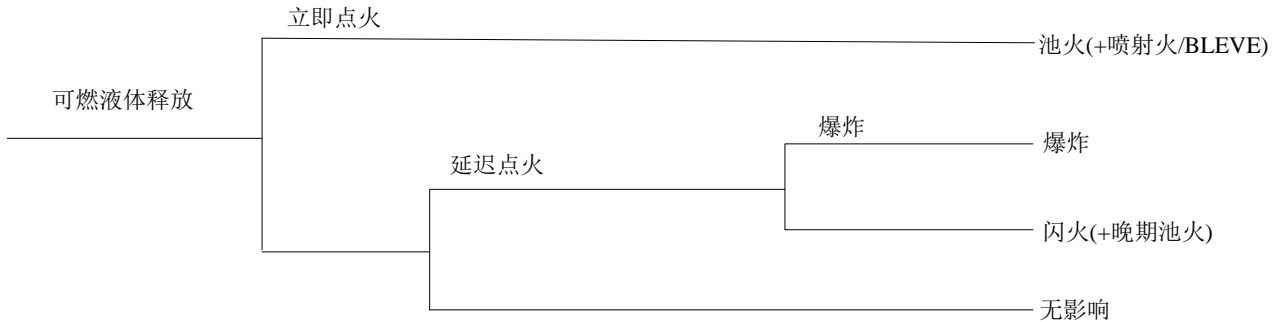 立即点火
池火(+喷射火/BLEVE)
可燃液体释放
爆炸
爆炸
延迟点火
闪火(+晚期池火)
无影响